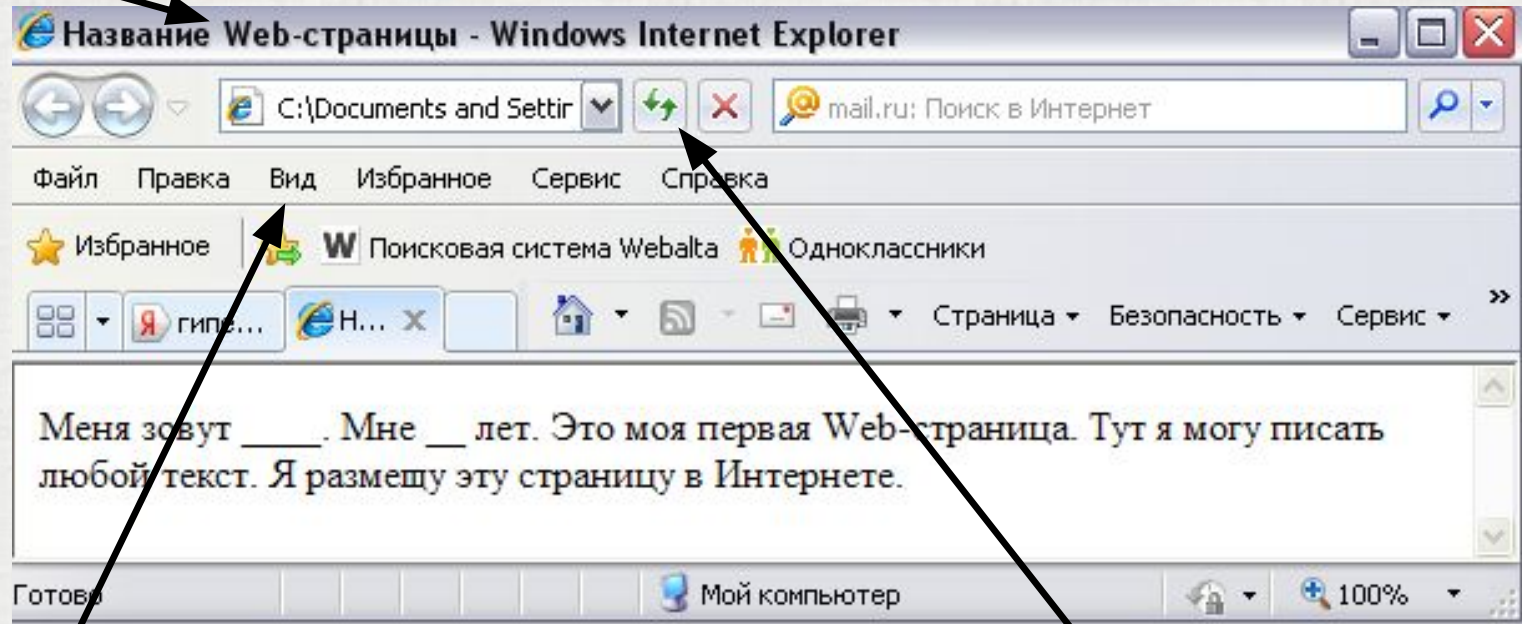 Название Web-страницы - Windows Internet Explorer
C:\Documents and Settir mail.ru: Поиск в Интернет
Файл Правка Вид Избранное Сервис Справка
Избранное W Поисковая система Webalta Одноклассники
Я гипе... Н... Страница Безопасность Сервис »
Меня зовут ____. Мне __ лет. Это моя первая Web-страница. Тут я могу писать
любой текст. Я размещу эту страницу в Интернете.
Готово Мой компьютер 100%